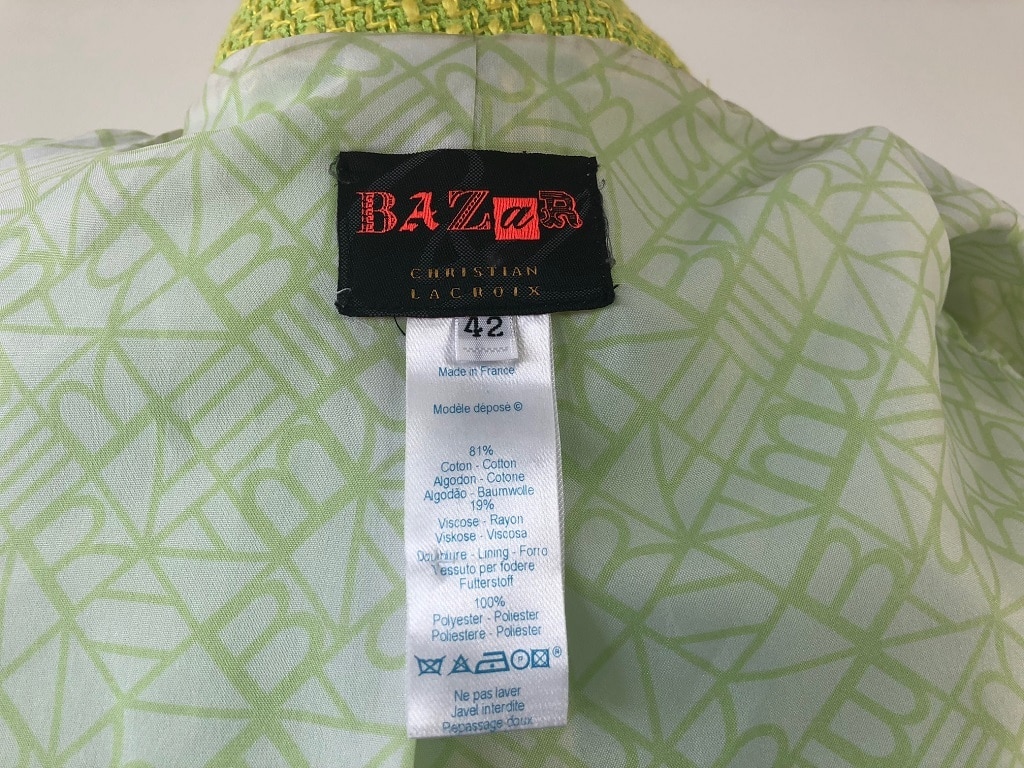 BAZaR
CHRISTIAN
LACROIX
42
Made in France
Modèle déposé ©
81%
Coton - Cotton
Algodon - Cotone
Algodão - Baumwolle
19%
Viscose - Rayon
Viskose - Viscosa
Doublure - Lining - Forro
Tessuto per fodere
Futterstoff
100%
Polyester - Poliester
Poliestere - Poliéster
Ne pas laver
Javel interdite
Repassage doux